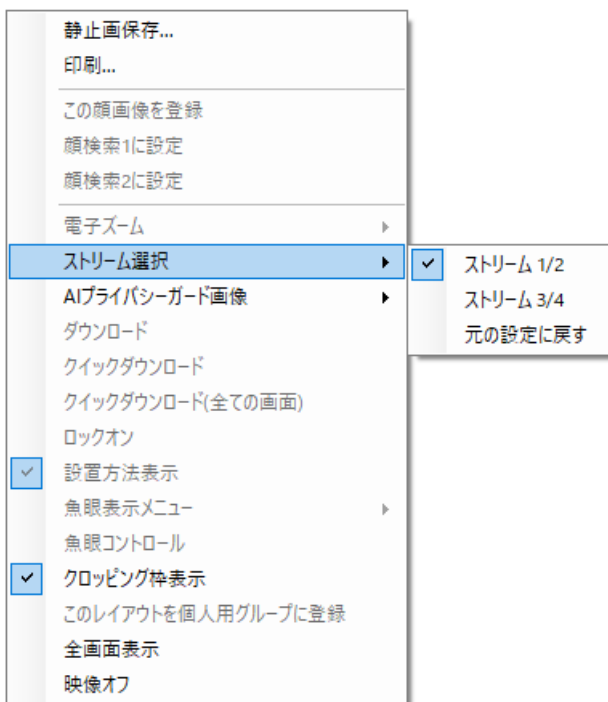 静止画保存...
印刷...
この顔画像を登録
顔検索1に設定
顔検索2に設定
電子ズーム
ストリーム選択
AIプライバシーガード画像
ダウンロード
クイックダウンロード
クイックダウンロード(全ての画面)
ロックオン
設置方法表示
魚眼表示メニュー
魚眼コントロール
クロッピング枠表示
このレイアウトを個人用グループに登録
全画面表示
映像オフ
ストリーム 1/2
ストリーム 3/4
元の設定に戻す